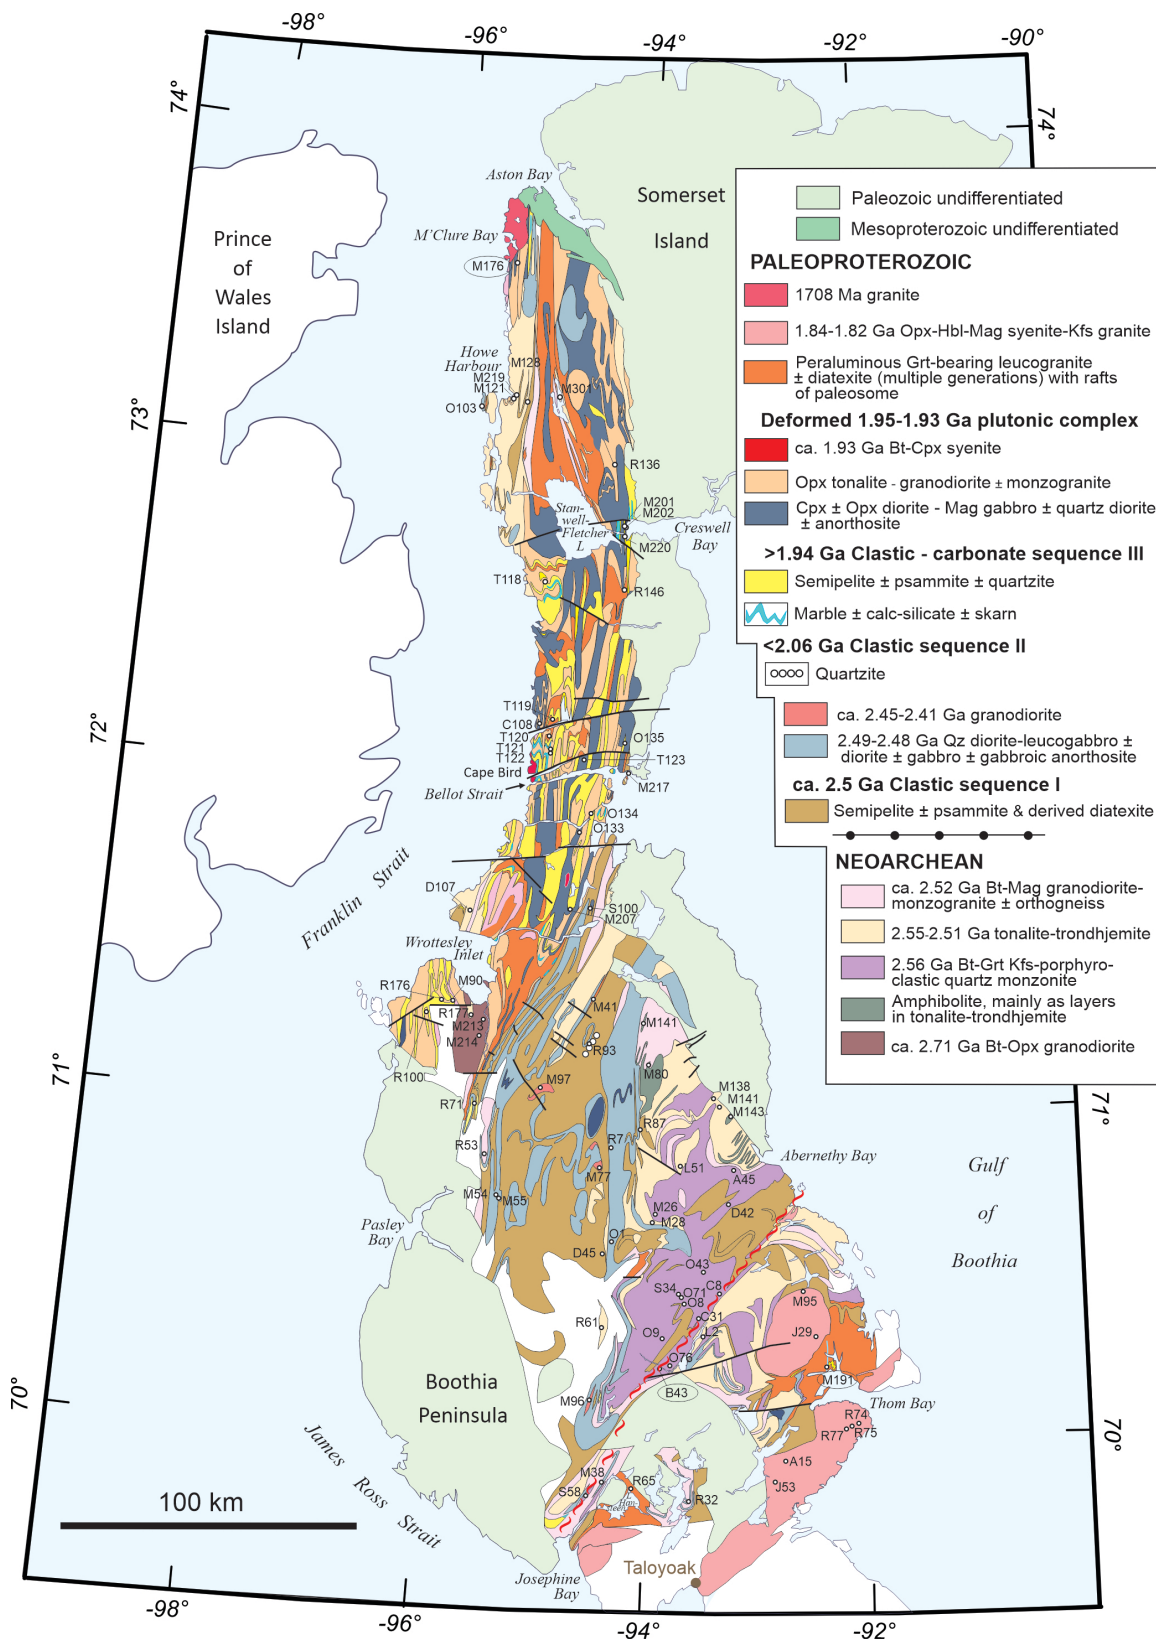 -98°
-96°
-94°
-92°
-90°
74°
74°
Aston Bay
Somerset
Island
M'Clure Bay
Prince
of
Wales
Island
M176
Howe
Harbour
M128
M219
M121
M301
O103
73°
R136
Stan-
well-
Fletcher
L
M201
M202
Creswell
Bay
M220
T118
R146
72°
T119
C108
T120
T121
T122
O135
T123
Cape Bird
M217
Bellot Strait
O134
O133
Franklin Strait
D107
S100
M207
Wrottesley
Inlet
R176
M90
R177
M213
M214
M41
M141
R93
R100
M97
M80
71°
R71
M138
M141
M143
71°
R53
R87
R7
L51
A45
Abernethy Bay
M77
M54
M55
M26
M28
D42
Pasley
Bay
O1
D45
Gulf
of
Boothia
O43
S34
O71
O8
C8
M95
C31
R61
O9
L2
J29
O76
M191
B43
M96
70°
Boothia
Peninsula
Thom Bay
R74
R77
R75
70°
James Ross Strait
A15
M38
R65
J53
S58
R32
100 km
Taloyoak
Josephine
Bay
-98°
-96°
-94°
-92°
Paleozoic undifferentiated
Mesoproterozoic undifferentiated
PALEOPROTEROZOIC
1708 Ma granite
1.84-1.82 Ga Opx-Hbl-Mag syenite-Kfs granite
Peraluminous Grt-bearing leucogranite
± diatexite (multiple generations) with rafts
of paleosome
Deformed 1.95-1.93 Ga plutonic complex
ca. 1.93 Ga Bt-Cpx syenite
Opx tonalite - granodiorite ± monzogranite
Cpx ± Opx diorite - Mag gabbro ± quartz diorite
± anorthosite
>1.94 Ga Clastic - carbonate sequence III
Semipelite ± psammite ± quartzite
Marble ± calc-silicate ± skarn
<2.06 Ga Clastic sequence II
Quartzite
ca. 2.45-2.41 Ga granodiorite
2.49-2.48 Ga Qz diorite-leucogabbro ±
diorite ± gabbro ± gabbroic anorthosite
ca. 2.5 Ga Clastic sequence I
Semipelite ± psammite & derived diatexite
NEOARCHEAN
ca. 2.52 Ga Bt-Mag granodiorite-
monzogranite ± orthogneiss
2.55-2.51 Ga tonalite-trondhjemite
2.56 Ga Bt-Grt Kfs-porphyro-
clastic quartz monzonite
Amphibolite, mainly as layers
in tonalite-trondhjemite
ca. 2.71 Ga Bt-Opx granodiorite